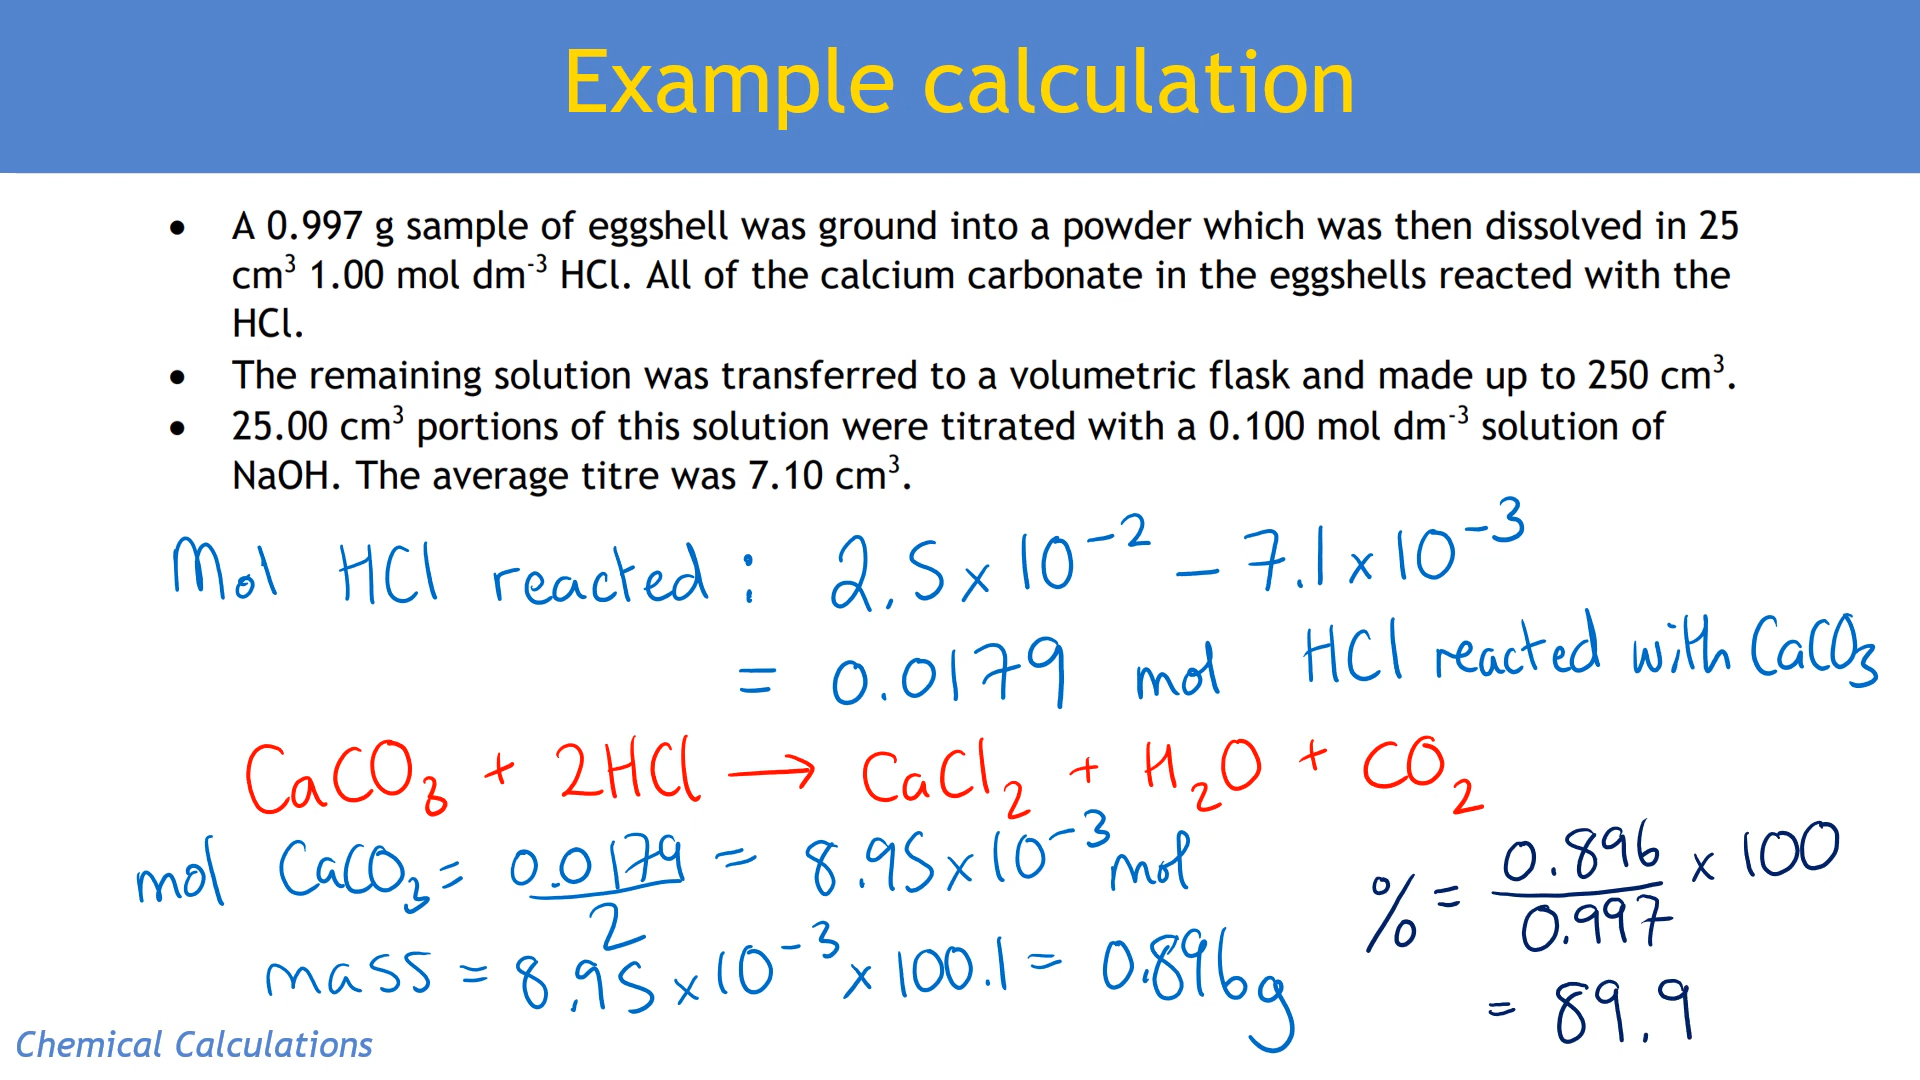 Example calculation
• A 0.997 g sample of eggshell was ground into a powder which was then dissolved in 25
cm³ 1.00 mol dm⁻³ HCl. All of the calcium carbonate in the eggshells reacted with the
HCl.
• The remaining solution was transferred to a volumetric flask and made up to 250 cm³.
• 25.00 cm³ portions of this solution were titrated with a 0.100 mol dm⁻³ solution of
NaOH. The average titre was 7.10 cm³.
Mol HCl reacted: 2.5 x 10⁻² - 7.1 x 10⁻³
= 0.0179 mol HCl reacted with CaCO₃
CaCO₃ + 2HCl → CaCl₂ + H₂O + CO₂
mol CaCO₃ = 0.0179/2 = 8.95 x 10⁻³ mol
mass = 8.95 x 10⁻³ x 100.1 = 0.896g
% = 0.896/0.997 x 100
= 89.9
Chemical Calculations